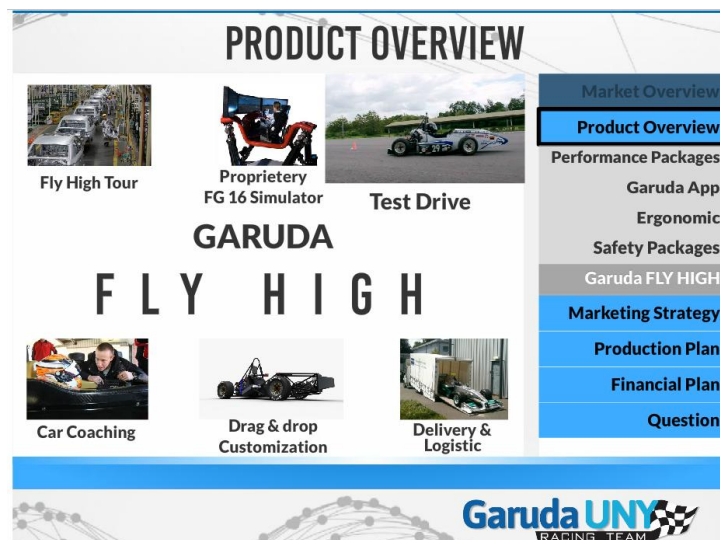 PRODUCT OVERVIEW
Fly High Tour
Proprietery
FG 16 Simulator
Test Drive
GARUDA
FLY HIGH
Car Coaching
Drag & drop
Customization
Delivery &
Logistic
Market Overview
Product Overview
Performance Packages
Garuda App
Ergonomic
Safety Packages
Garuda FLY HIGH
Marketing Strategy
Production Plan
Financial Plan
Question
Garuda UNY
RACING TEAM